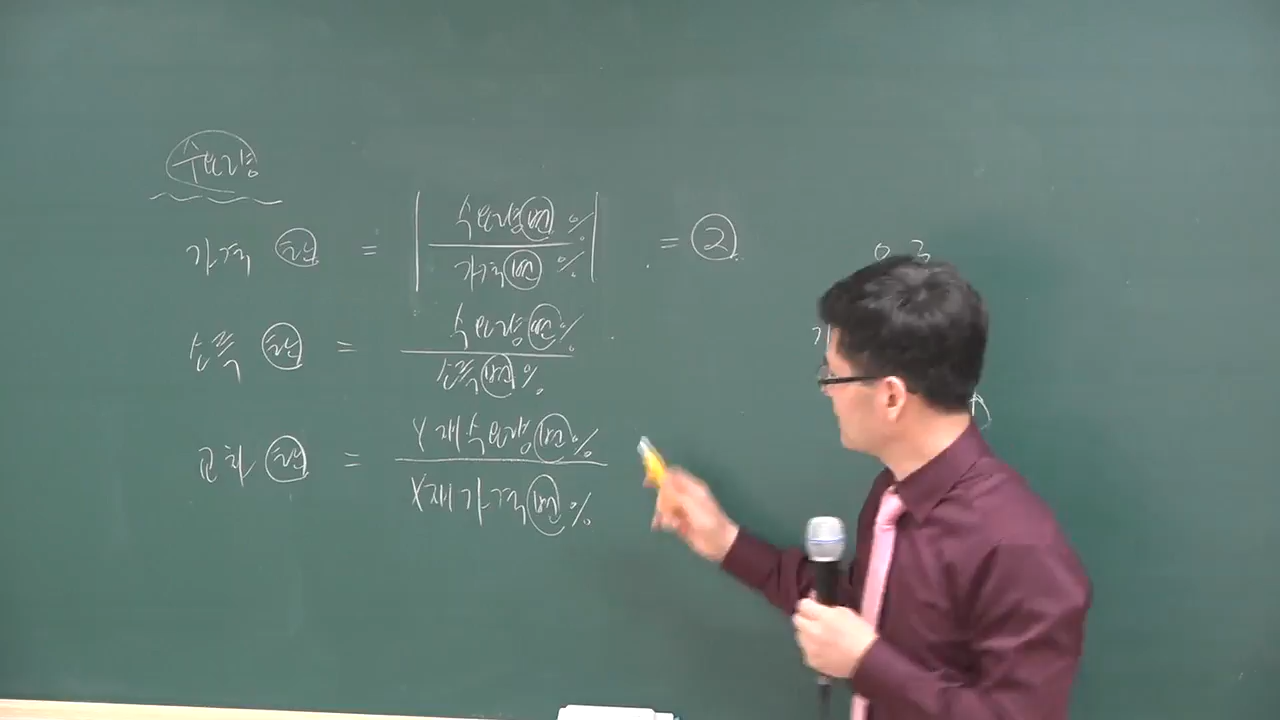 수요량
가격 탄 = | 수요량 변 % / 가격 변 % | = ②
소득 탄 = 수요량 변 % / 소득 변 %
교차 탄 = Y재 수요량 변 % / X재 가격 변 %
0.3